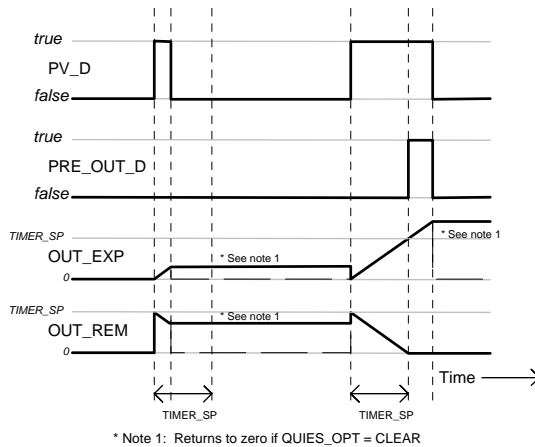 true
PV_D
false
true
PRE_OUT_D
false
TIMER_SP
* See note 1
* See note 1
OUT_EXP
0
TIMER_SP
* See note 1
OUT_REM
0
Time
TIMER_SP
TIMER_SP
* Note 1: Returns to zero if QUIES_OPT = CLEAR